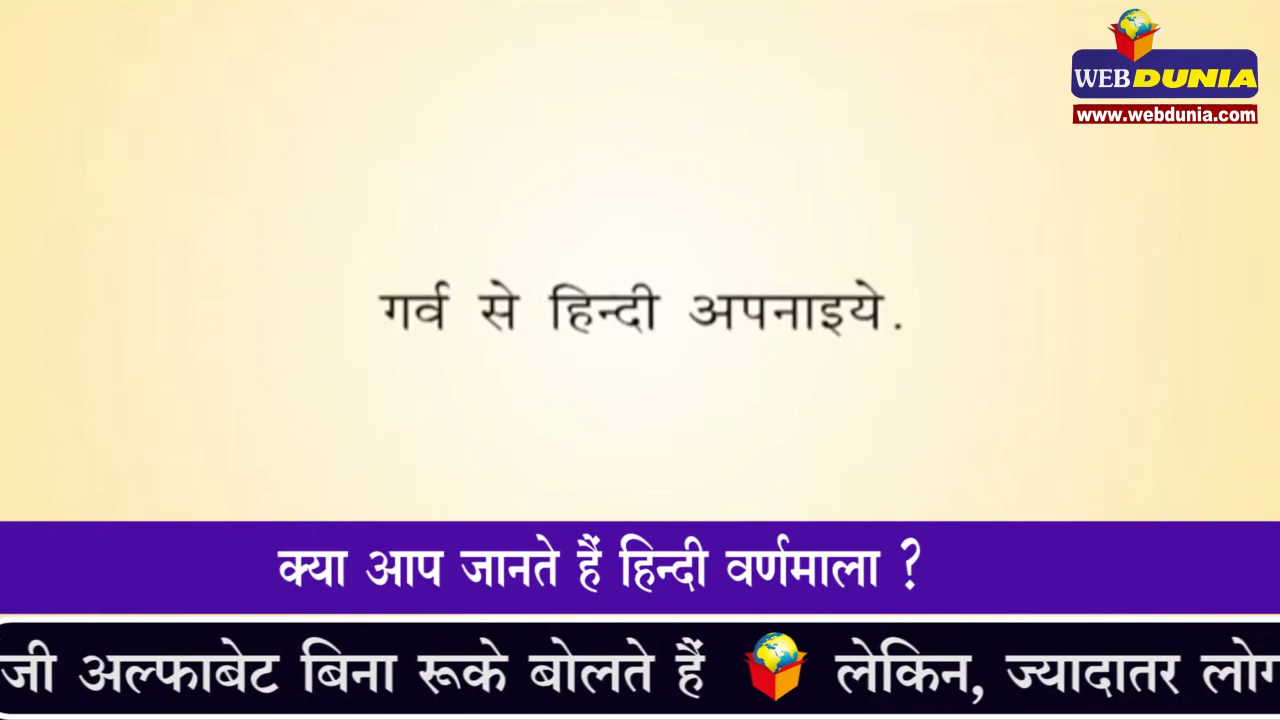 WEBDUNIA
www.webdunia.com
गर्व से हिन्दी अपनाइये.
क्या आप जानते हैं हिन्दी वर्णमाला ?
जी अल्फाबेट बिना रूके बोलते हैं लेकिन, ज्यादातर लोग